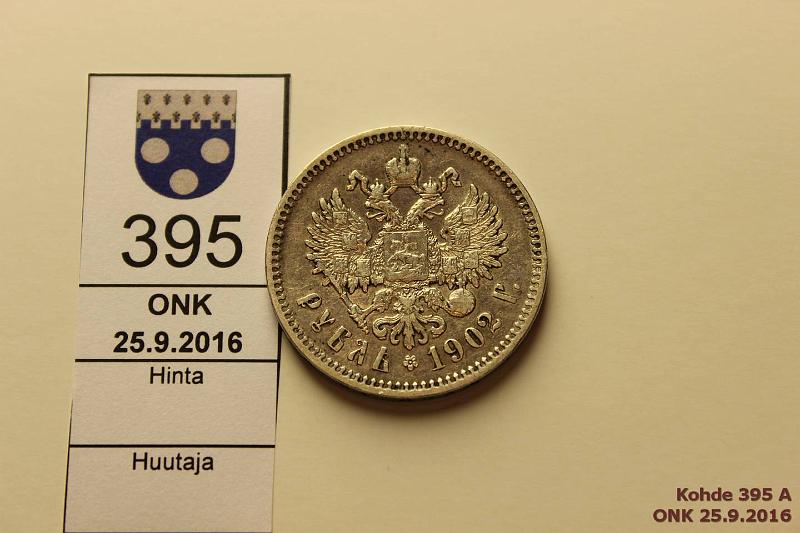 395
ONK
25.9.2016
Hinta
Huutaja
РУБЛЬ 1902 Г.
Kohde 395 A
ONK 25.9.2016